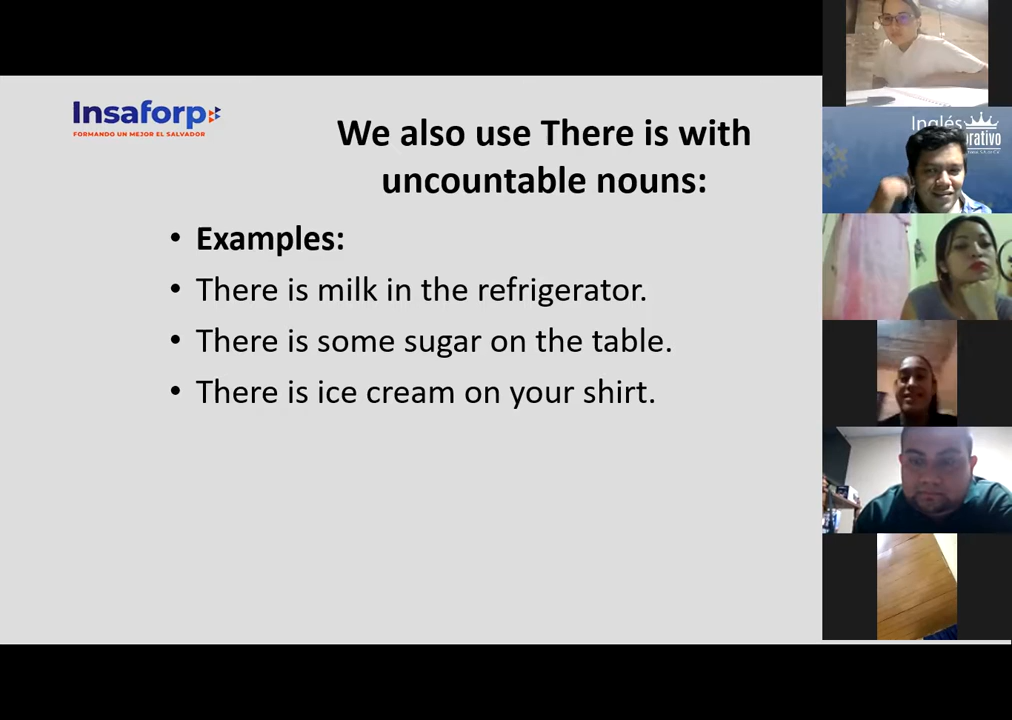 Insaforp
FORMANDO UN MEJOR EL SALVADOR
We also use There is with
uncountable nouns:
• Examples:
• There is milk in the refrigerator.
• There is some sugar on the table.
• There is ice cream on your shirt.
Inglés